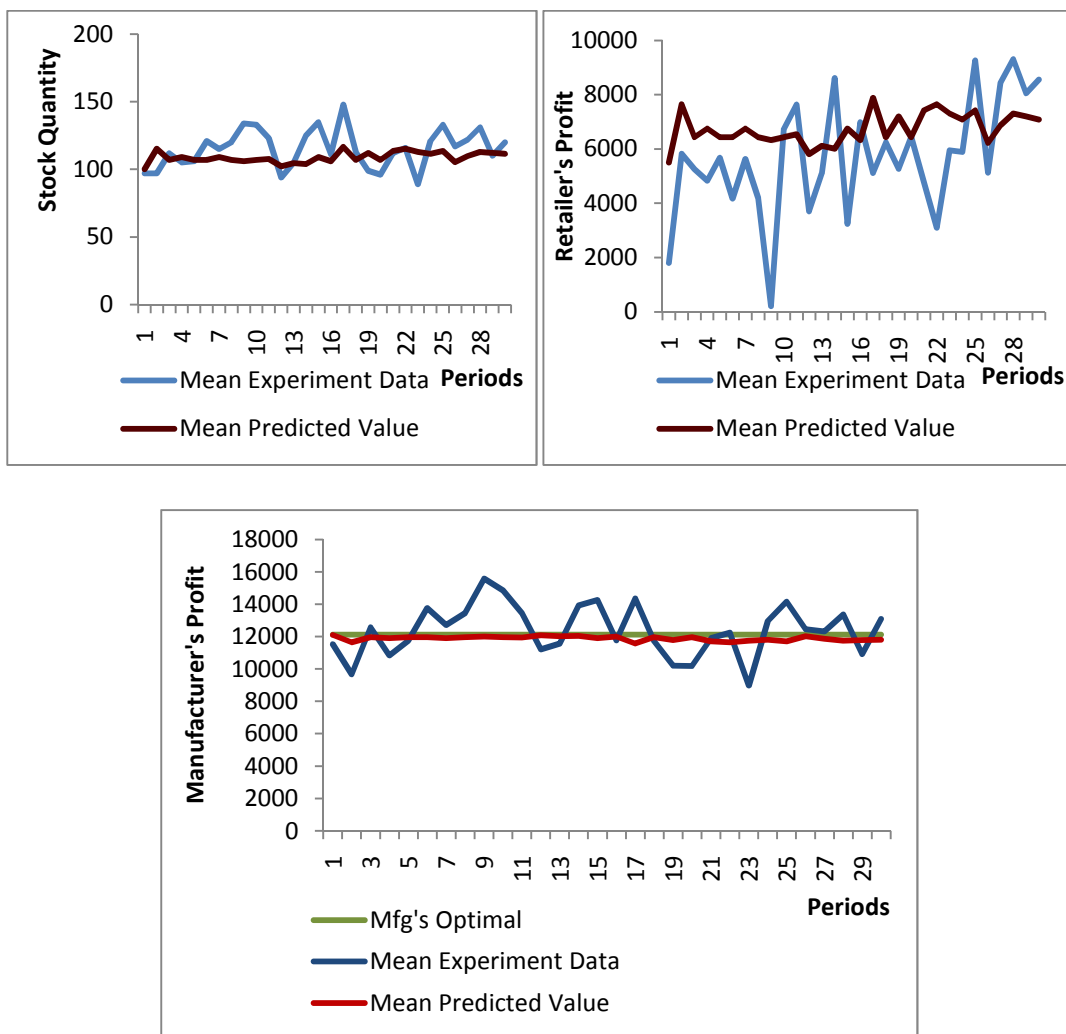 Stock Quantity
200
150
100
50
0
1 4 7 10 13 16 19 22 25 28
Periods
Mean Experiment Data
Mean Predicted Value
Retailer's Profit
10000
8000
6000
4000
2000
0
1 4 7 10 13 16 19 22 25 28
Periods
Mean Experiment Data
Mean Predicted Value
Manufacturer's Profit
18000
16000
14000
12000
10000
8000
6000
4000
2000
0
1 3 5 7 9 11 13 15 17 19 21 23 25 27 29
Periods
Mfg's Optimal
Mean Experiment Data
Mean Predicted Value